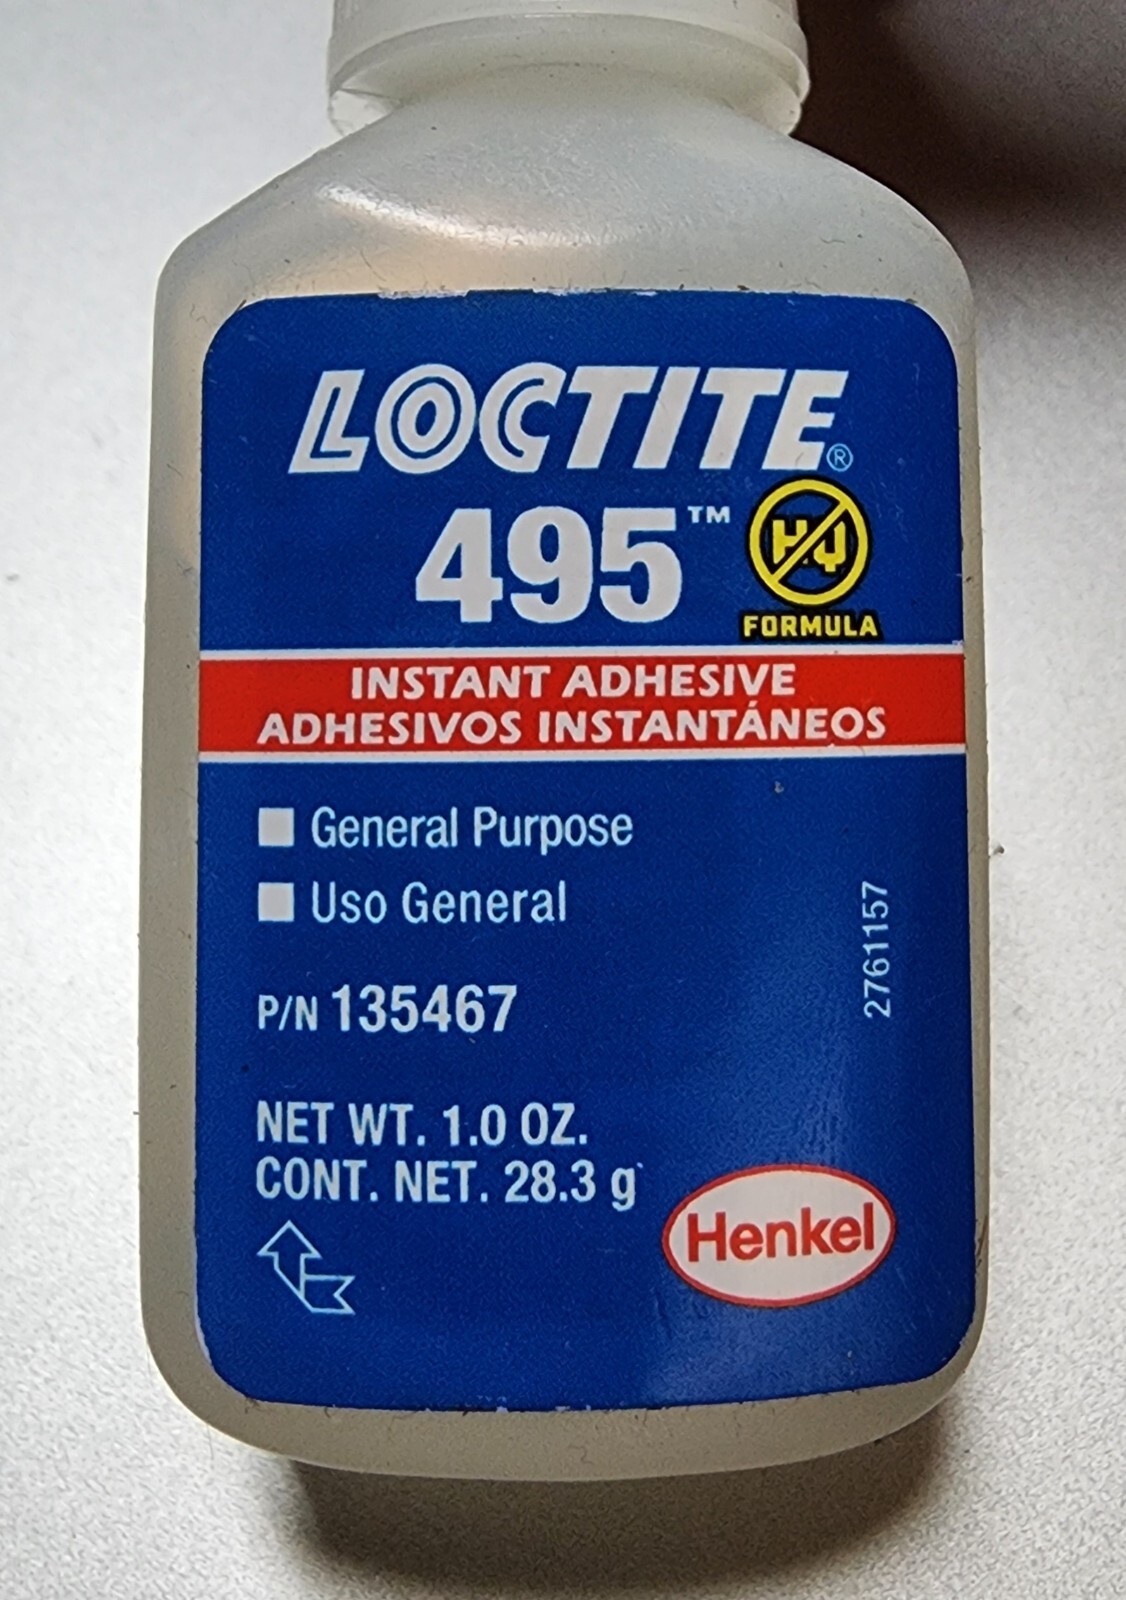 LOCTITE®
495™
HQ
FORMULA
INSTANT ADHESIVE
ADHESIVOS INSTANTÁNEOS
General Purpose
Uso General
2761157
P/N 135467
NET WT. 1.0 OZ.
CONT. NET. 28.3 g
Henkel